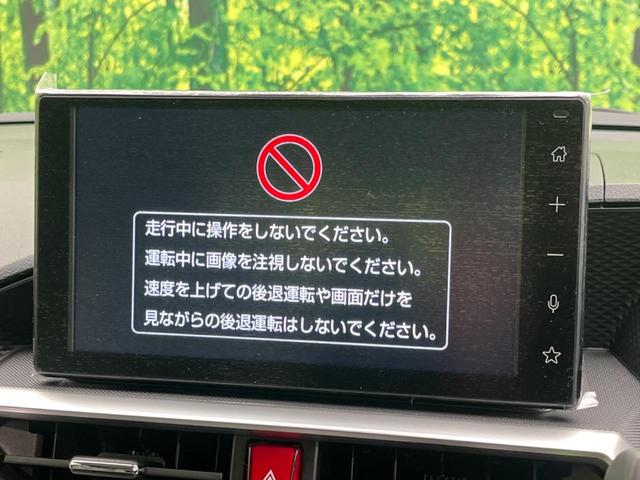 走行中に操作をしないでください。
運転中に画像を注視しないでください。
速度を上げての後退運転や画面だけを
見ながらの後退運転はしないでください。